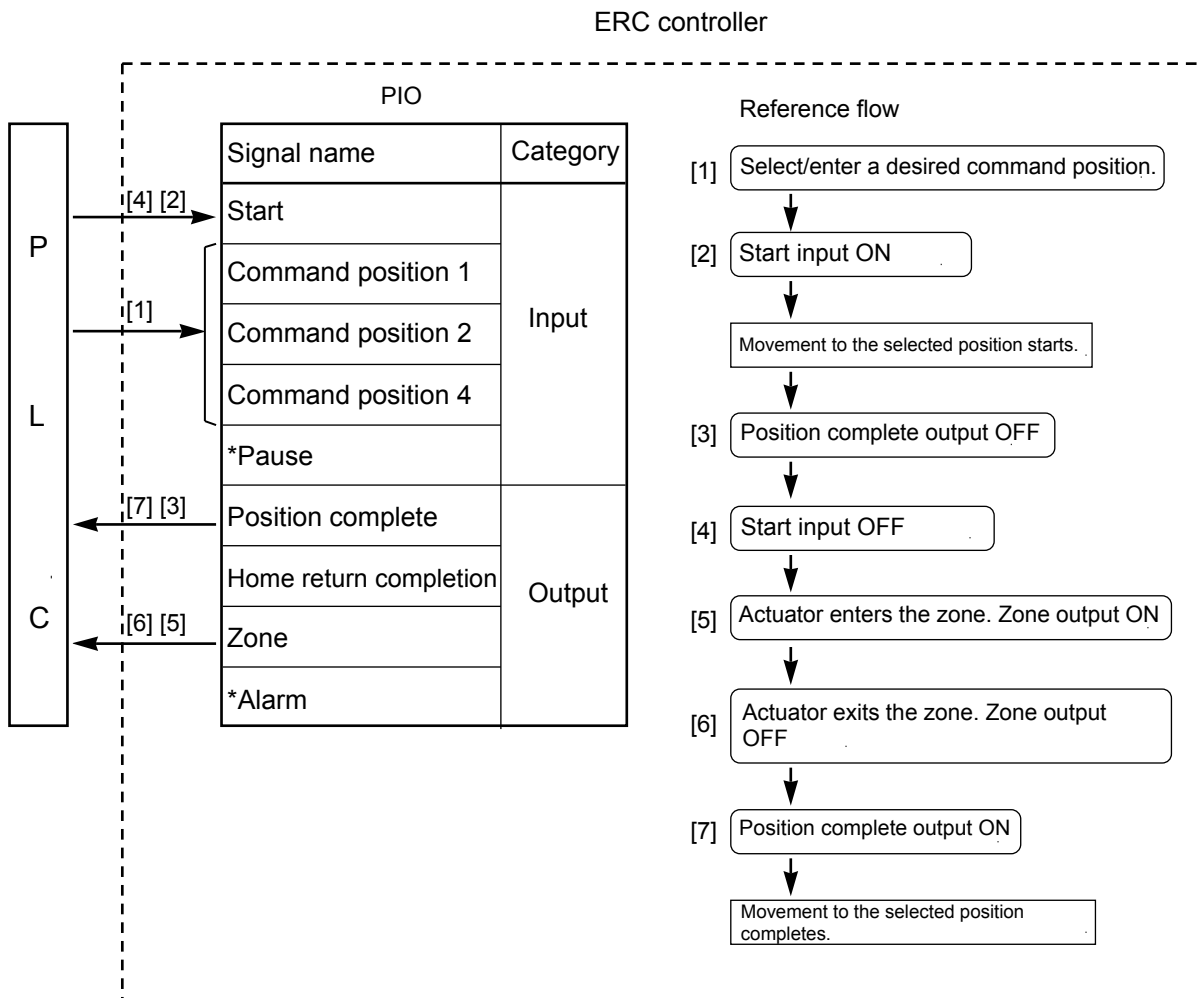 ERC controller
PIO
Reference flow
P
L
C
Signal name
Category
[4] [2]
Start
Command position 1
[1]
Command position 2
Input
Command position 4
*Pause
[7] [3]
Position complete
Home return completion
Output
[6] [5]
Zone
*Alarm
[1]
Select/enter a desired command position.
[2]
Start input ON
Movement to the selected position starts.
[3]
Position complete output OFF
[4]
Start input OFF
[5]
Actuator enters the zone. Zone output ON
[6]
Actuator exits the zone. Zone output
OFF
[7]
Position complete output ON
Movement to the selected position
completes.